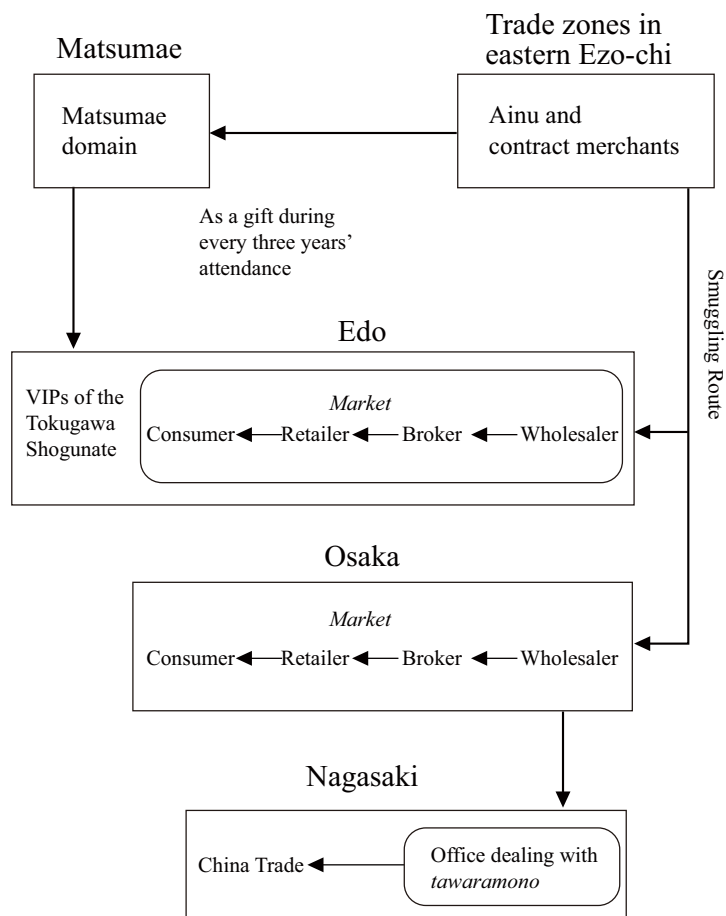 Matsumae
Trade zones in
eastern Ezo-chi
Matsumae
domain
Ainu and
contract merchants
As a gift during
every three years’
attendance
Smuggling Route
Edo
VIPs of the
Tokugawa
Shogunate
Market
Consumer Retailer Broker Wholesaler
Osaka
Market
Consumer Retailer Broker Wholesaler
Nagasaki
China Trade
Office dealing with
tawaramono